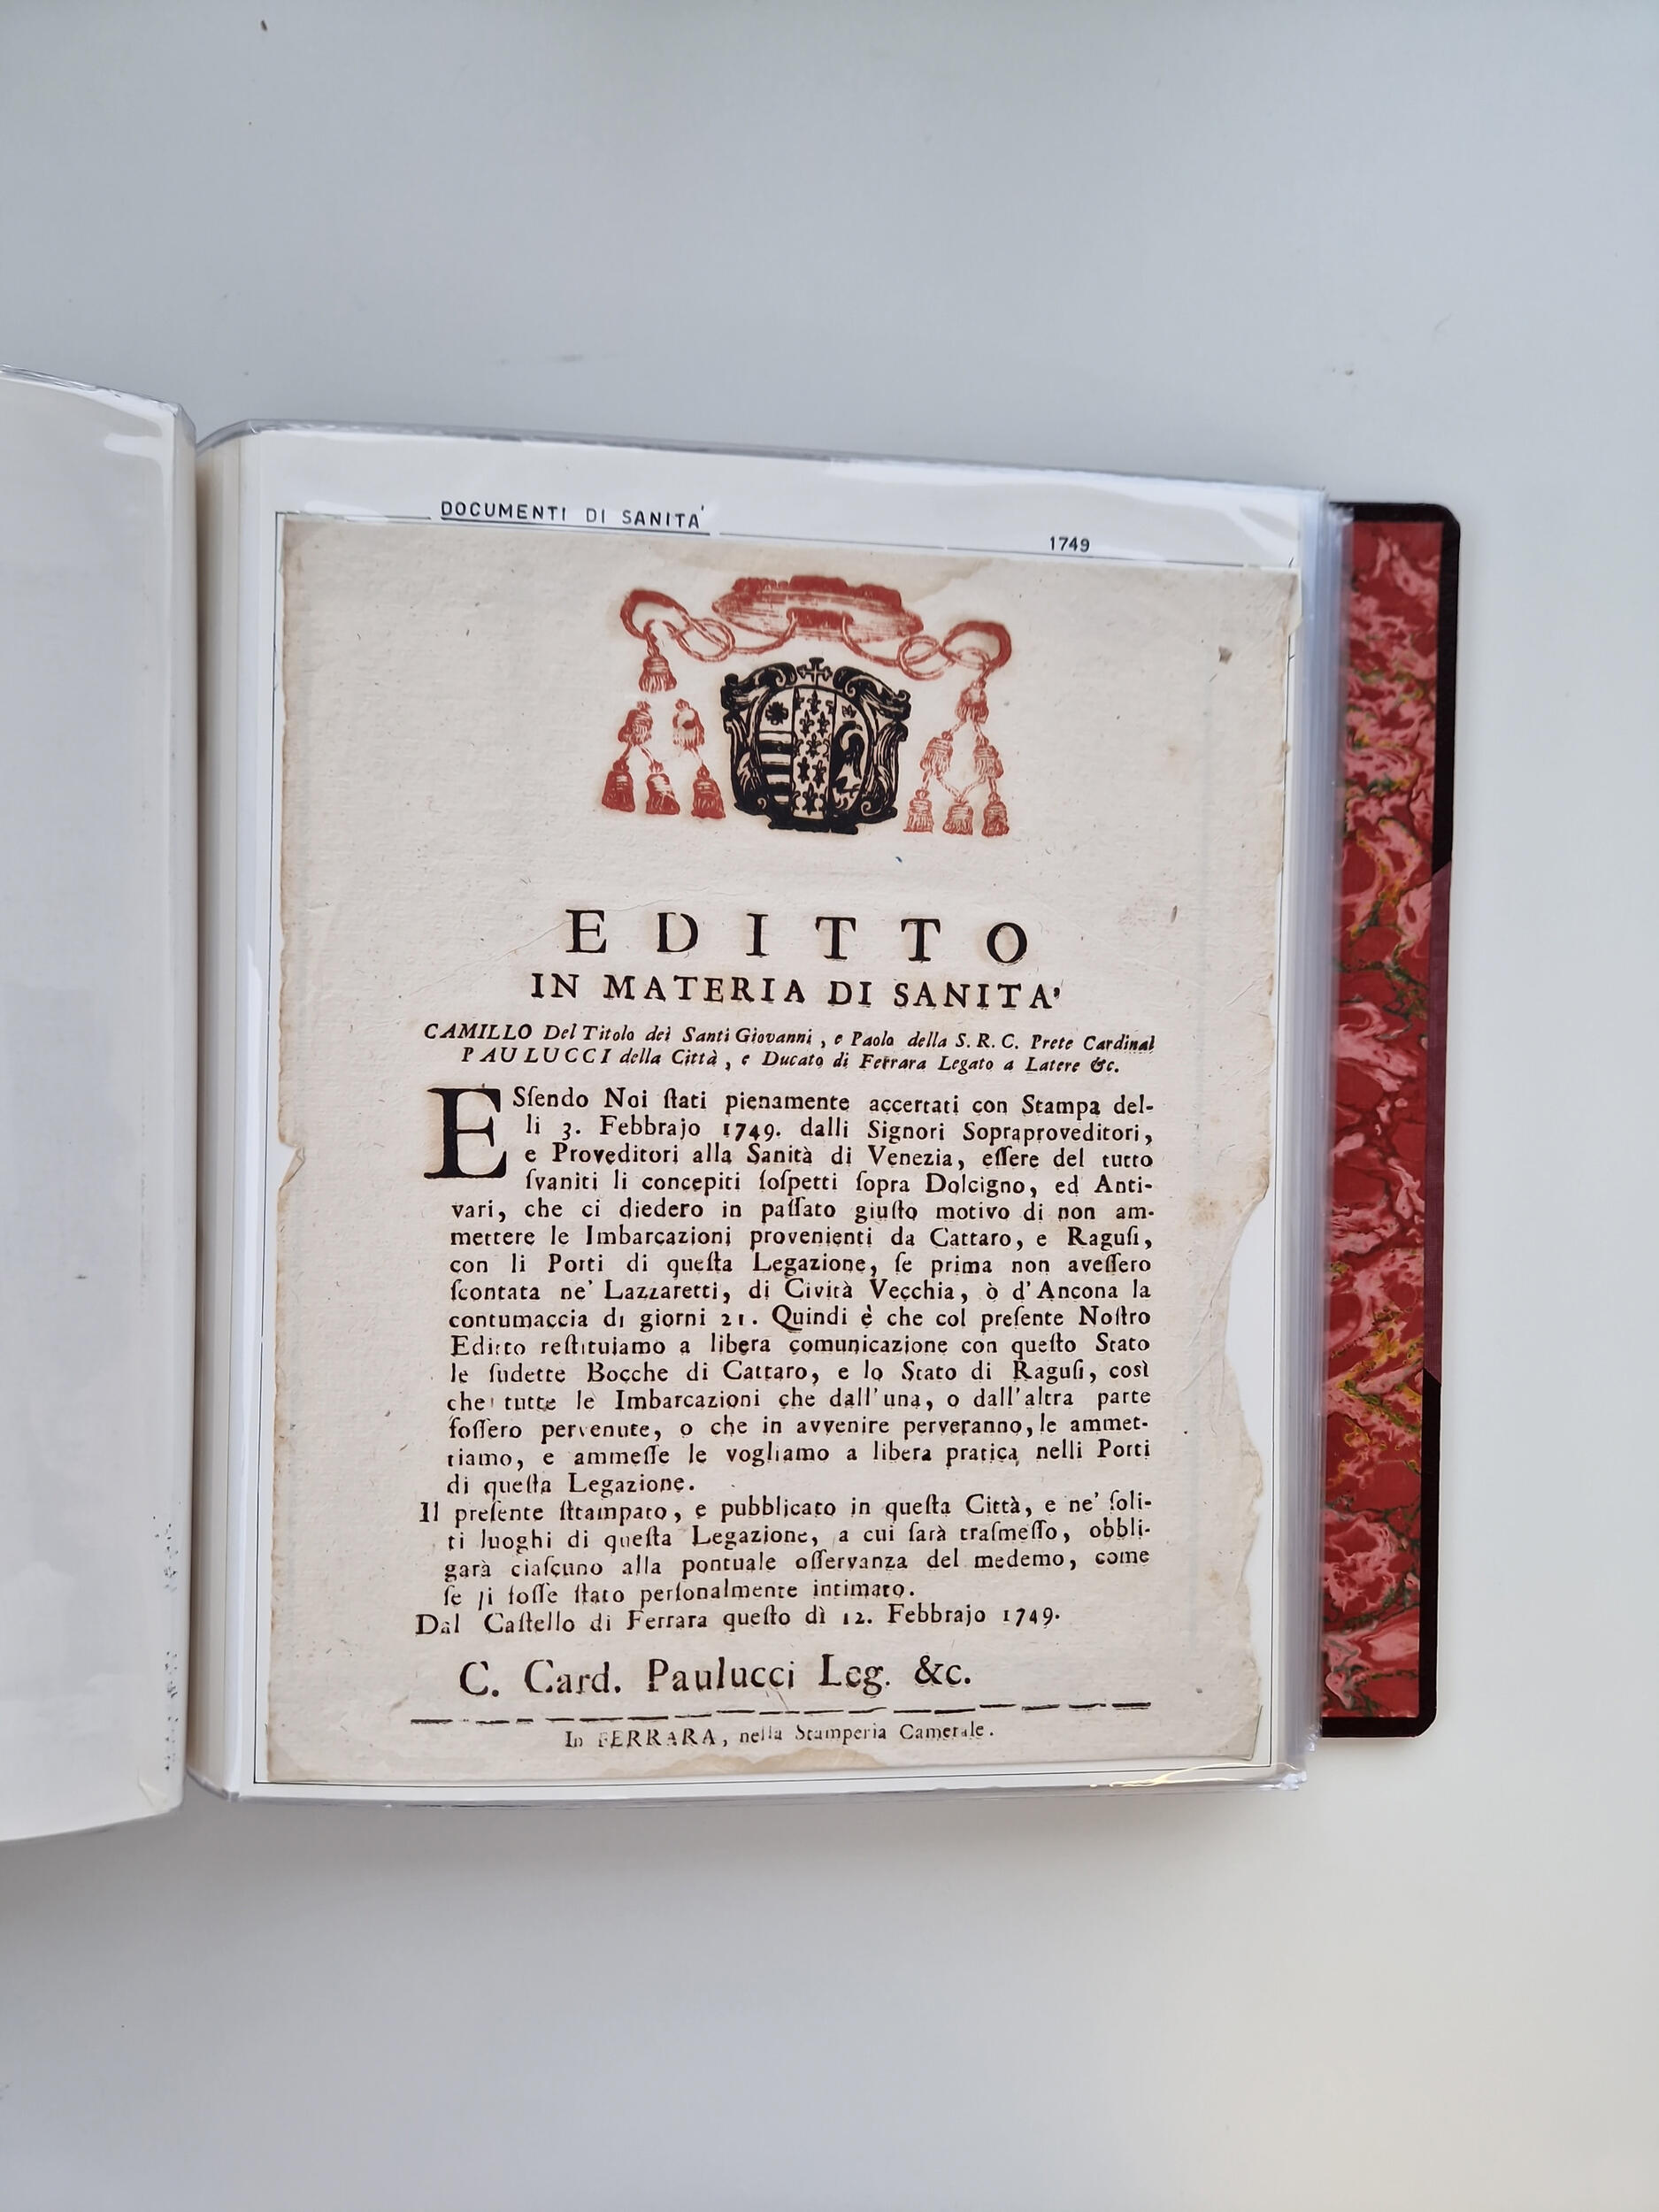 DOCUMENTI DI SANITA'
1749
EDITTO
IN MATERIA DI SANITA'
CAMILLO Del Titolo dei Santi Giovanni, e Paolo della S. R. C. Prete Cardinal
PAULUCCI della Città, e Ducato di Ferrara Legato a Latere &c.
ESſendo Noi ſtati pienamente accertati con Stampa del-
li 3. Febbrajo 1749. dalli Signori Sopraproveditori,
e Proveditori alla Sanità di Venezia, eſſere del tutto
ſvaniti li concepiti ſoſpetti ſopra Dolcigno, ed Anti-
vari, che ci diedero in paſſato giuſto motivo di non am-
mettere le Imbarcazioni provenienti da Cattaro, e Raguſi,
con li Porti di queſta Legazione, ſe prima non aveſſero
ſcontata ne' Lazzaretti, di Cività Vecchia, ò d'Ancona la
contumaccia di giorni 21. Quindi è che col preſente Noſtro
Editto reſtituiamo a libera comunicazione con queſto Stato
le ſudette Bocche di Cattaro, e lo Stato di Raguſi, così
che tutte le Imbarcazioni che dall'una, o dall'altra parte
foſſero pervenute, o che in avvenire perveranno, le ammet-
tiamo, e ammeſſe le vogliamo a libera pratica nelli Porti
di queſta Legazione.
Il preſente ſttampato, e pubblicato in queſta Città, e ne' ſoli-
ti luoghi di queſta Legazione, a cui ſarà traſmeſſo, obbli-
garà ciaſcuno alla pontuale oſſervanza del medemo, come
ſe li foſſe ſtato perſonalmente intimato.
Dal Caſtello di Ferrara queſto dì 12. Febbrajo 1749.
C. Card. Paulucci Leg. &c.
In FERRARA, nella Stamperia Camerale.